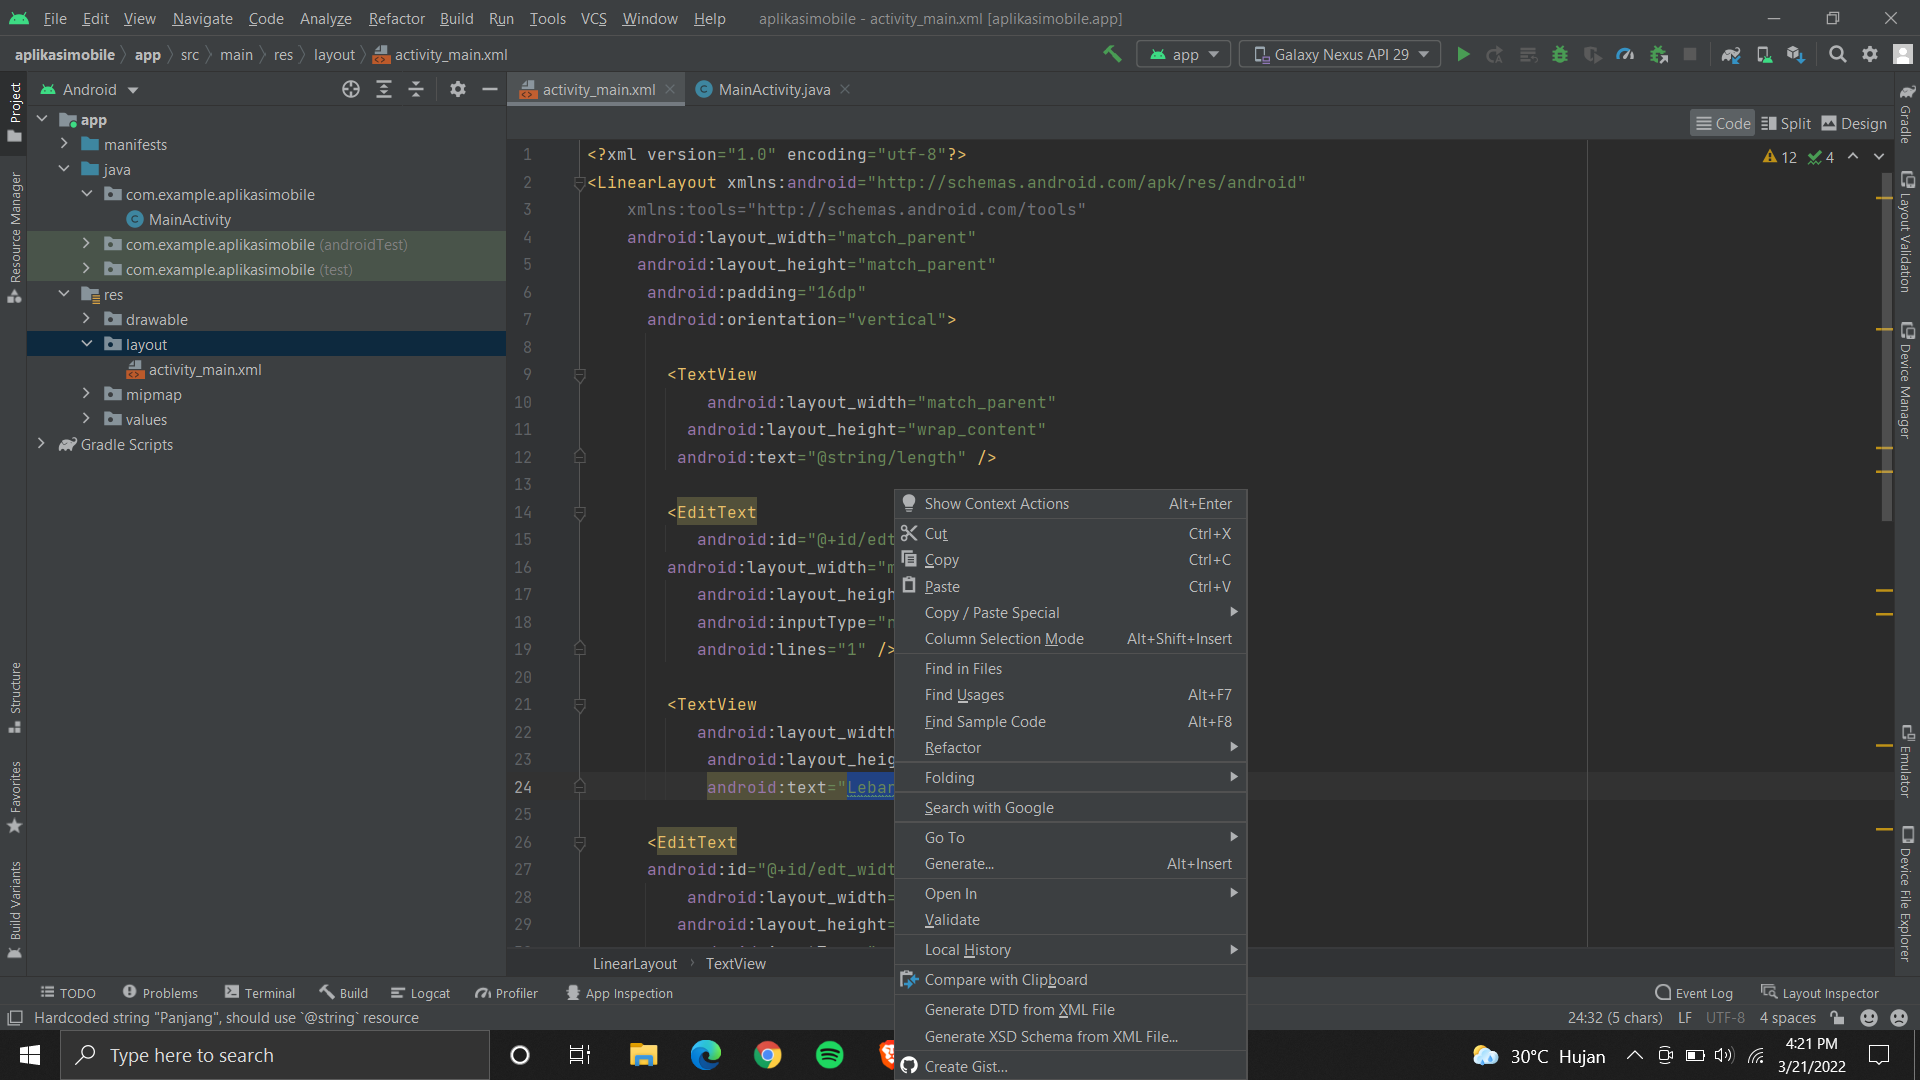 File Edit View Navigate Code Analyze Refactor Build Run Tools VCS Window Help aplikasimobile - activity_main.xml [aplikasimobile.app]
aplikasimobile app src main res layout activity_main.xml app Galaxy Nexus API 29
Android
activity_main.xml MainActivity.java
Code Split Design
Project
Resource Manager
Structure
Favorites
Build Variants
app
manifests
java
com.example.aplikasimobile
MainActivity
com.example.aplikasimobile (androidTest)
com.example.aplikasimobile (test)
res
drawable
layout
activity_main.xml
mipmap
values
Gradle Scripts
12 4
1 <?xml version="1.0" encoding="utf-8"?>
2 <LinearLayout xmlns:android="http://schemas.android.com/apk/res/android"
3 xmlns:tools="http://schemas.android.com/tools"
4 android:layout_width="match_parent"
5 android:layout_height="match_parent"
6 android:padding="16dp"
7 android:orientation="vertical">
8
9 <TextView
10 android:layout_width="match_parent"
11 android:layout_height="wrap_content"
12 android:text="@string/length" />
13
14 <EditText
15 android:id="@+id/edt
16 android:layout_width="m
17 android:layout_heigh
18 android:inputType="n
19 android:lines="1" />
20
21 <TextView
22 android:layout_width
23 android:layout_heig
24 android:text="Lebar
25
26 <EditText
27 android:id="@+id/edt_widt
28 android:layout_width=
29 android:layout_height=
Show Context Actions Alt+Enter
Cut Ctrl+X
Copy Ctrl+C
Paste Ctrl+V
Copy / Paste Special
Column Selection Mode Alt+Shift+Insert
Find in Files
Find Usages Alt+F7
Find Sample Code Alt+F8
Refactor
Folding
Search with Google
Go To
Generate... Alt+Insert
Open In
Validate
Local History
Compare with Clipboard
Generate DTD from XML File
Generate XSD Schema from XML File...
Create Gist...
Gradle
Layout Validation
Device Manager
Emulator
Device File Explorer
LinearLayout TextView
TODO Problems Terminal Build Logcat Profiler App Inspection Event Log Layout Inspector
Hardcoded string "Panjang", should use `@string` resource 24:32 (5 chars) LF UTF-8 4 spaces
Type here to search 30°C Hujan 4:21 PM
3/21/2022